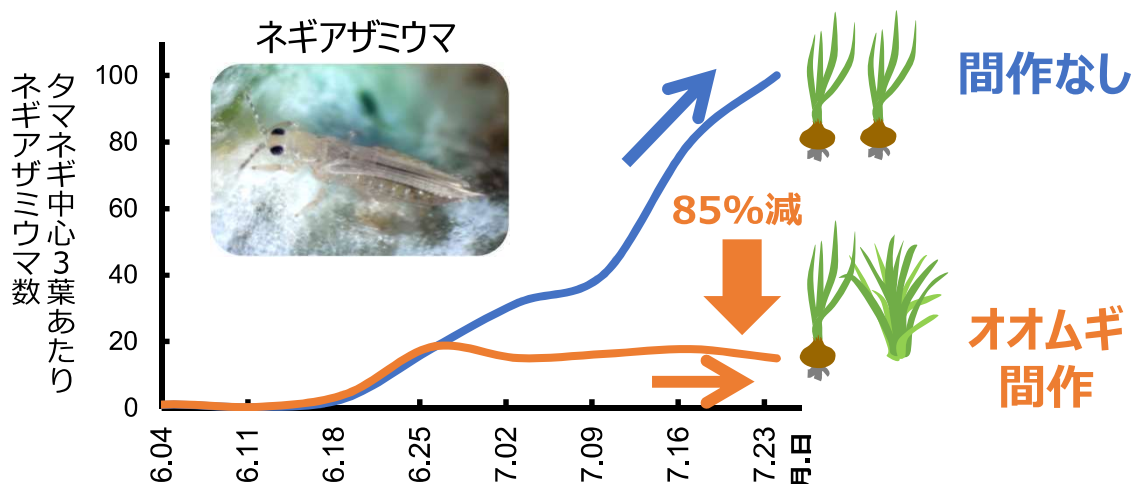 ネギアザミウマ
タマネギ中心3葉あたり
ネギアザミウマ数
100
80
60
40
20
0
6.04
6.11
6.18
6.25
7.02
7.09
7.16
7.23
月.日
間作なし
85%減
オオムギ
間作